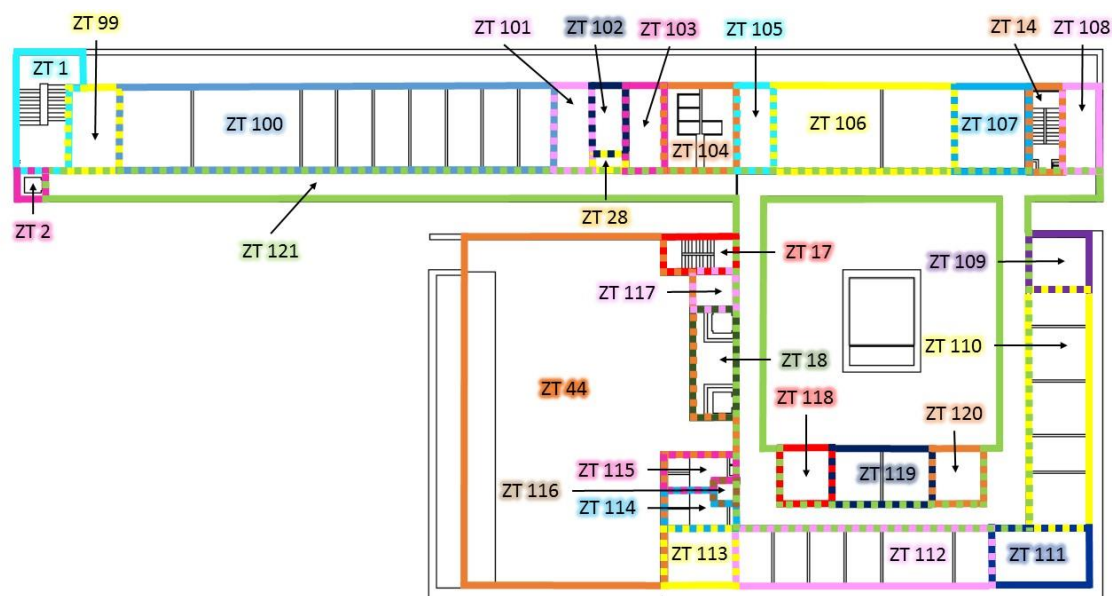 ZT 99
ZT 101
ZT 102
ZT 103
ZT 105
ZT 14
ZT 108
ZT 1
ZT 100
ZT 104
ZT 106
ZT 107
ZT 2
ZT 121
ZT 28
ZT 17
ZT 109
ZT 117
ZT 110
ZT 18
ZT 44
ZT 118
ZT 120
ZT 115
ZT 119
ZT 116
ZT 114
ZT 113
ZT 112
ZT 111